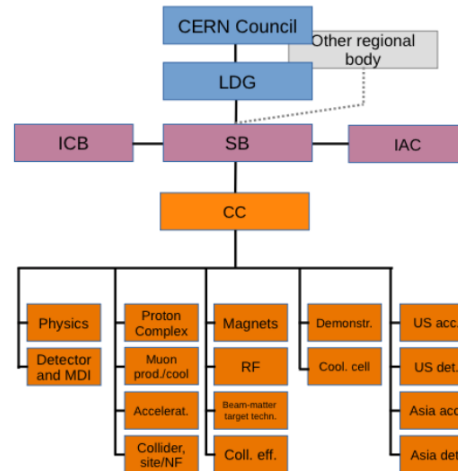 CERN Council
Other regional
body
LDG
ICB
SB
IAC
CC
Physics
Detector
and MDI
Proton
Complex
Muon
prod./cool
Accelerat.
Collider,
site/NF
Magnets
RF
Beam-matter
target techn.
Coll. eff.
Demonstr.
Cool. cell
US acc.
US det.
Asia acc.
Asia det.